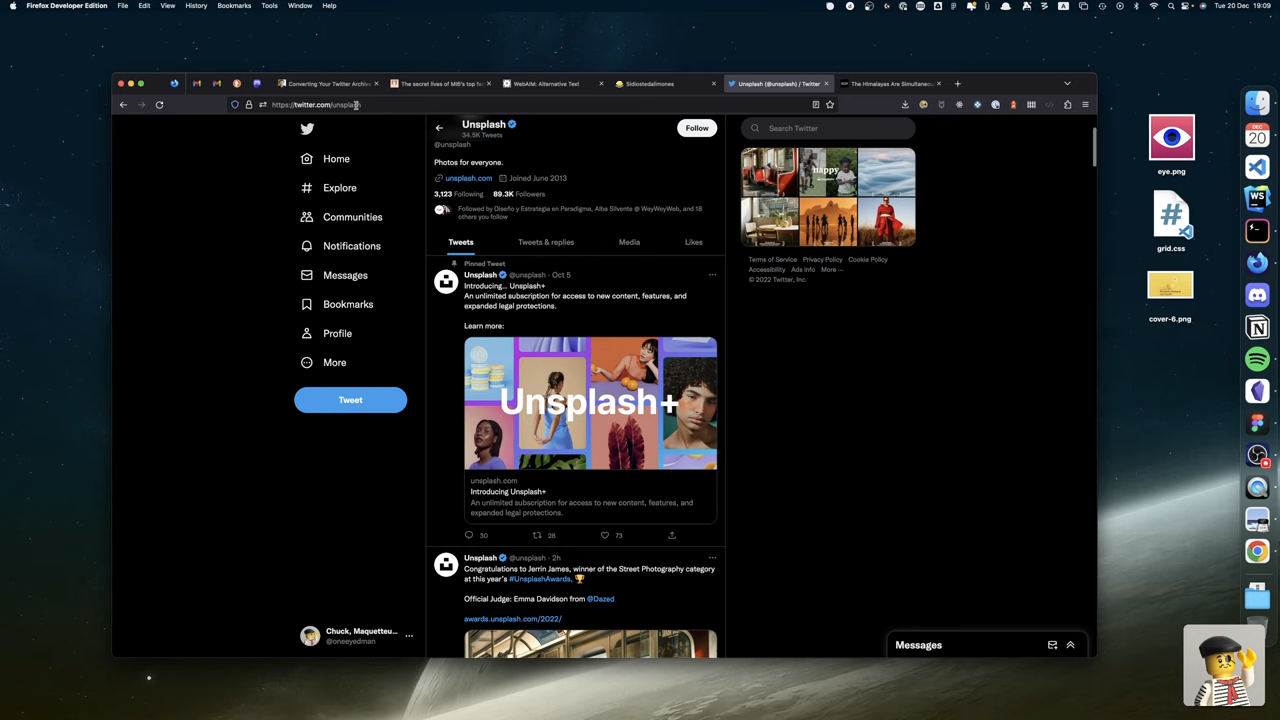 Firefox Developer Edition File Edit View History Bookmarks Tools Window Help
Tue 20 Dec 19:09
Converting Your Twitter Archiv
The secret lives of MI6's top fe
WebAIM: Alternative Text
Sidiostedalimones
Unsplash (@unsplash) / Twitter
The Himalayas Are Simultaneou
https://twitter.com/unsplash
Home
Explore
Communities
Notifications
Messages
Bookmarks
Profile
More
Tweet
Chuck, Maquetteu...
@oneeyedman
Unsplash
34.5K Tweets
Follow
@unsplash
Photos for everyone.
unsplash.com Joined June 2013
3,123 Following 89.3K Followers
Followed by Diseño y Estrategia en Paradigma, Alba Silvente @ WeyWeyWeb, and 18
others you follow
Tweets Tweets & replies Media Likes
Pinned Tweet
Unsplash @unsplash · Oct 5
Introducing... Unsplash+
An unlimited subscription for access to new content, features, and
expanded legal protections.
Learn more:
Unsplash+
unsplash.com
Introducing Unsplash+
An unlimited subscription for access to new content, features, and
expanded legal protections.
30 28 73
Unsplash @unsplash · 2h
Congratulations to Jerrin James, winner of the Street Photography category
at this year's #UnsplashAwards. 🏆
Official Judge: Emma Davidson from @Dazed
awards.unsplash.com/2022/
Search Twitter
happy
Terms of Service Privacy Policy Cookie Policy
Accessibility Ads info More ...
© 2022 Twitter, Inc.
Messages
eye.png
#
grid.css
cover-6.png
DEC
20
WS